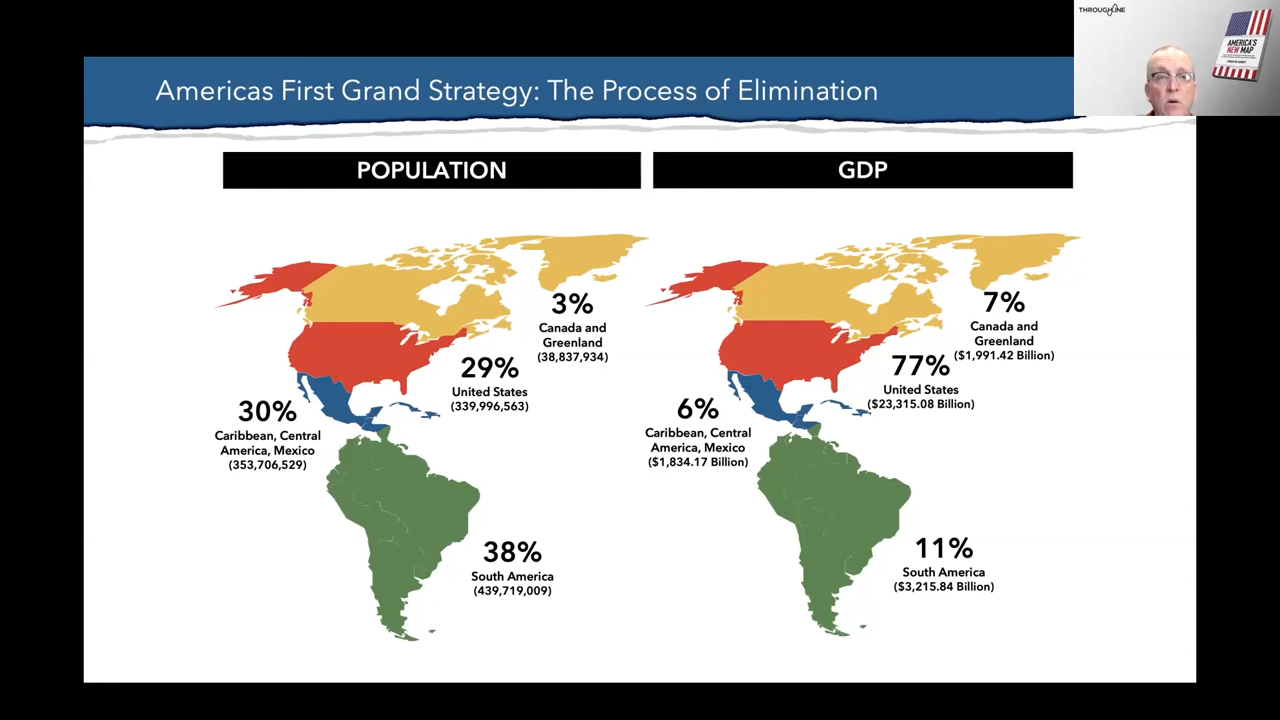 THROUGHLINE
AMERICA'S
NEW MAP
Americas First Grand Strategy: The Process of Elimination
POPULATION
3%
Canada and
Greenland
(38,837,934)
29%
United States
(339,996,563)
30%
Caribbean, Central
America, Mexico
(353,706,529)
38%
South America
(439,719,009)
GDP
7%
Canada and
Greenland
($1,991.42 Billion)
77%
United States
($23,315.08 Billion)
6%
Caribbean, Central
America, Mexico
($1,834.17 Billion)
11%
South America
($3,215.84 Billion)